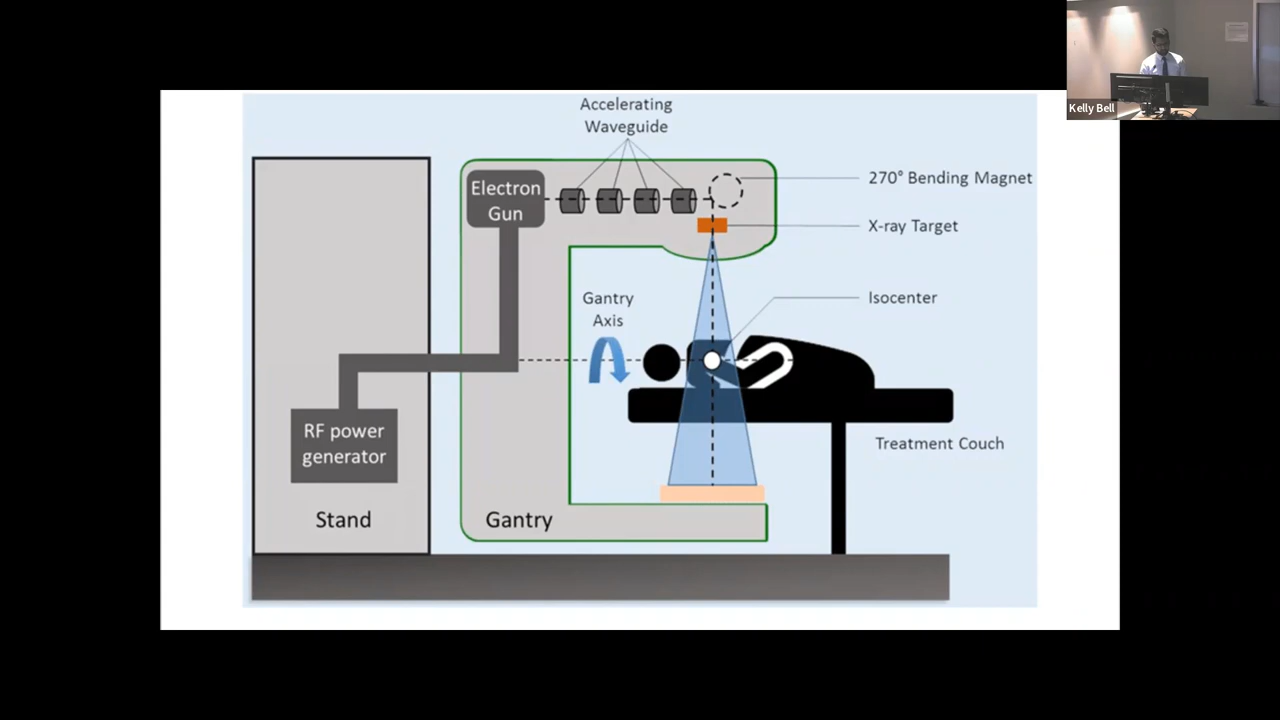 Kelly Bell
Accelerating
Waveguide
Electron
Gun
270° Bending Magnet
X-ray Target
Gantry
Axis
Isocenter
RF power
generator
Treatment Couch
Stand
Gantry